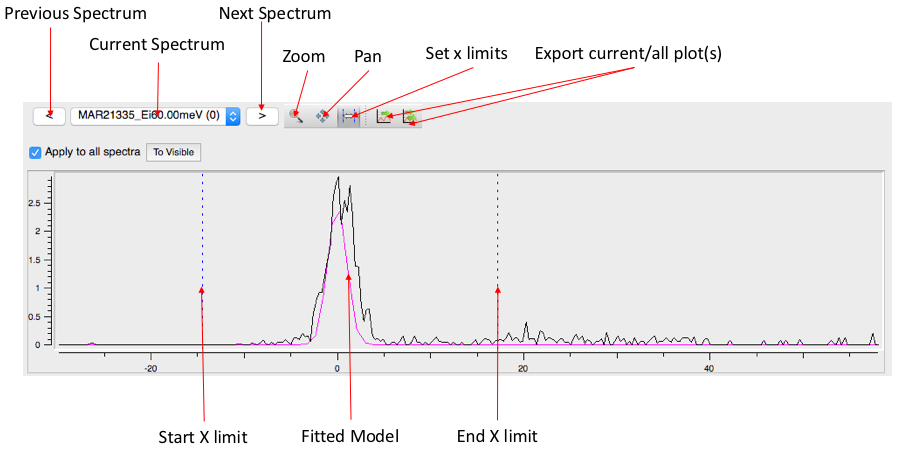 Previous Spectrum
Next Spectrum
Current Spectrum
Zoom
Pan
Set x limits
Export current/all plot(s)
<
MAR21335_Ei60.00meV (0)
>
Apply to all spectra
To Visible
2.5
2
1.5
1
0.5
0
-20
0
20
40
Start X limit
Fitted Model
End X limit